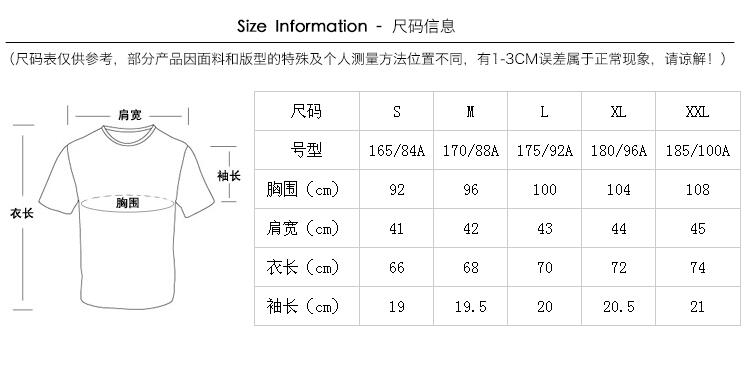 Size Information - 尺码信息
（尺码表仅供参考，部分产品因面料和版型的特殊及个人测量方法位置不同，有1-3CM误差属于正常现象，请谅解！）
肩宽
袖长
胸围
衣长
尺码 S M L XL XXL
号型 165/84A 170/88A 175/92A 180/96A 185/100A
胸围（cm） 92 96 100 104 108
肩宽（cm） 41 42 43 44 45
衣长（cm） 66 68 70 72 74
袖长（cm） 19 19.5 20 20.5 21